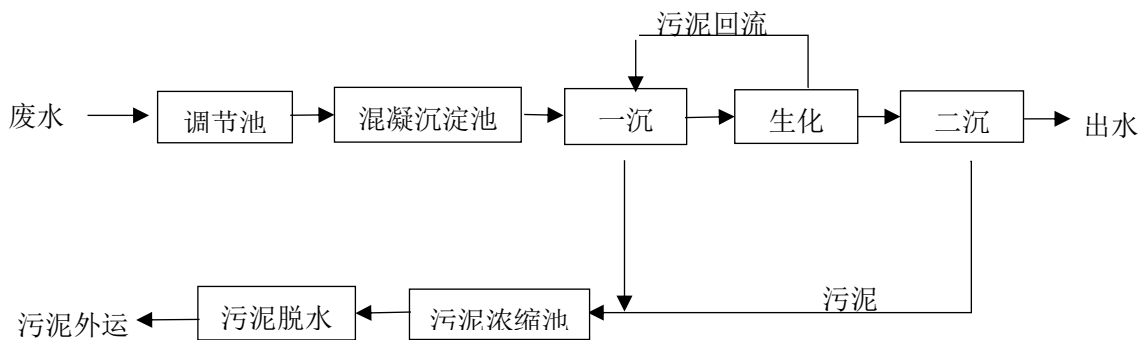 污泥回流
废水
调节池
混凝沉淀池
一沉
生化
二沉
出水
污泥
污泥外运
污泥脱水
污泥浓缩池